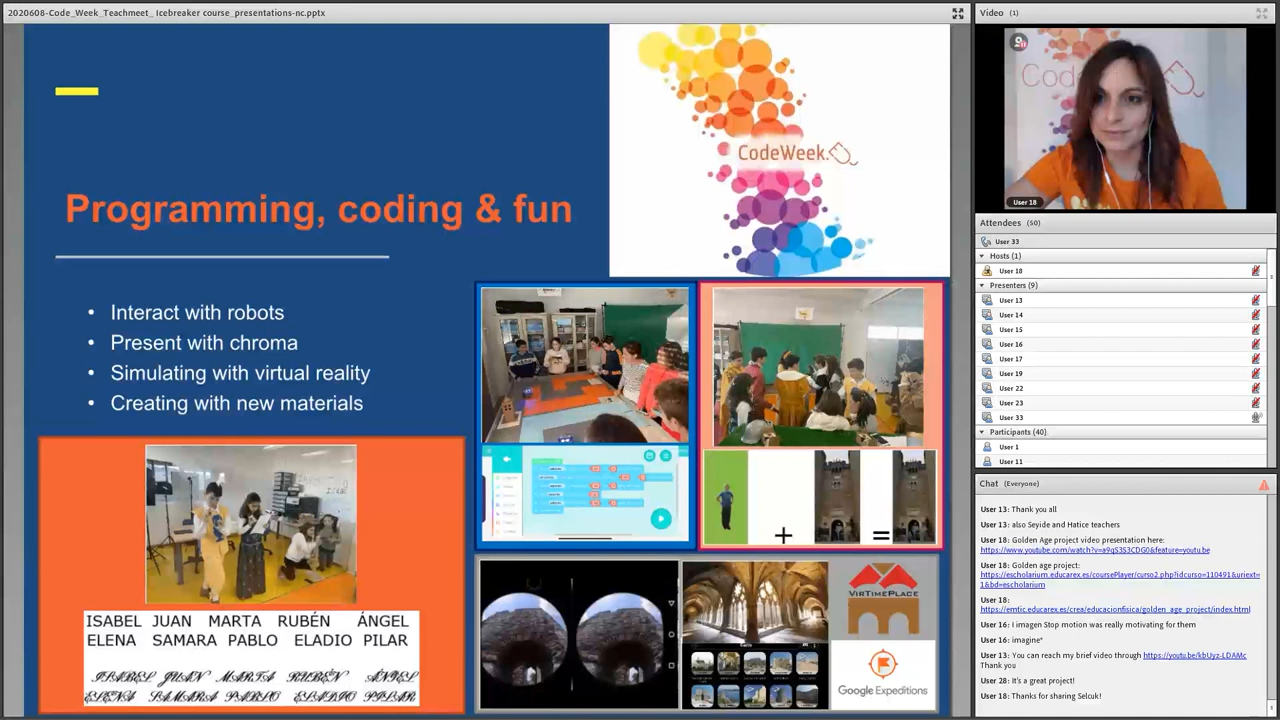 2020608-Code_Week_Teachmeet_ Icebreaker course_presentations-nc.pptx
CodeWeek.
Programming, coding & fun
• Interact with robots
• Present with chroma
• Simulating with virtual reality
• Creating with new materials
+ =
ISABEL JUAN MARTA RUBÉN ÁNGEL
ELENA SAMARA PABLO ELADIO PILAR
ISABEL JUAN MARTA RUBÉN ÁNGEL
ELENA SAMARA PABLO ELADIO PILAR
VIRTIMEPLACE
Google Expeditions
Video (1)
Cod
User 18
Attendees (50)
User 33
Hosts (1)
User 18
Presenters (9)
User 13
User 14
User 15
User 16
User 17
User 19
User 22
User 23
User 33
Participants (40)
User 1
User 11
Chat (Everyone)
User 13: Thank you all
User 13: also Seyide and Hatice teachers
User 18: Golden Age project video presentation here:
https://www.youtube.com/watch?v=a9qS3S3CDG0&feature=youtu.be
User 18: Golden age project:
https://escholarium.educarex.es/coursePlayer/curso2.php?idcurso=110491&uriext=
1&bd=escholarium
User 18:
https://emtic.educarex.es/crea/educacionfisica/golden_age_project/index.html
User 16: I imagen Stop motion was really motivating for them
User 16: imagine*
User 13: You can reach my brief video through https://youtu.be/kbUyz-LDAMc
Thank you
User 28: It's a great project!
User 18: Thanks for sharing Selcuk!